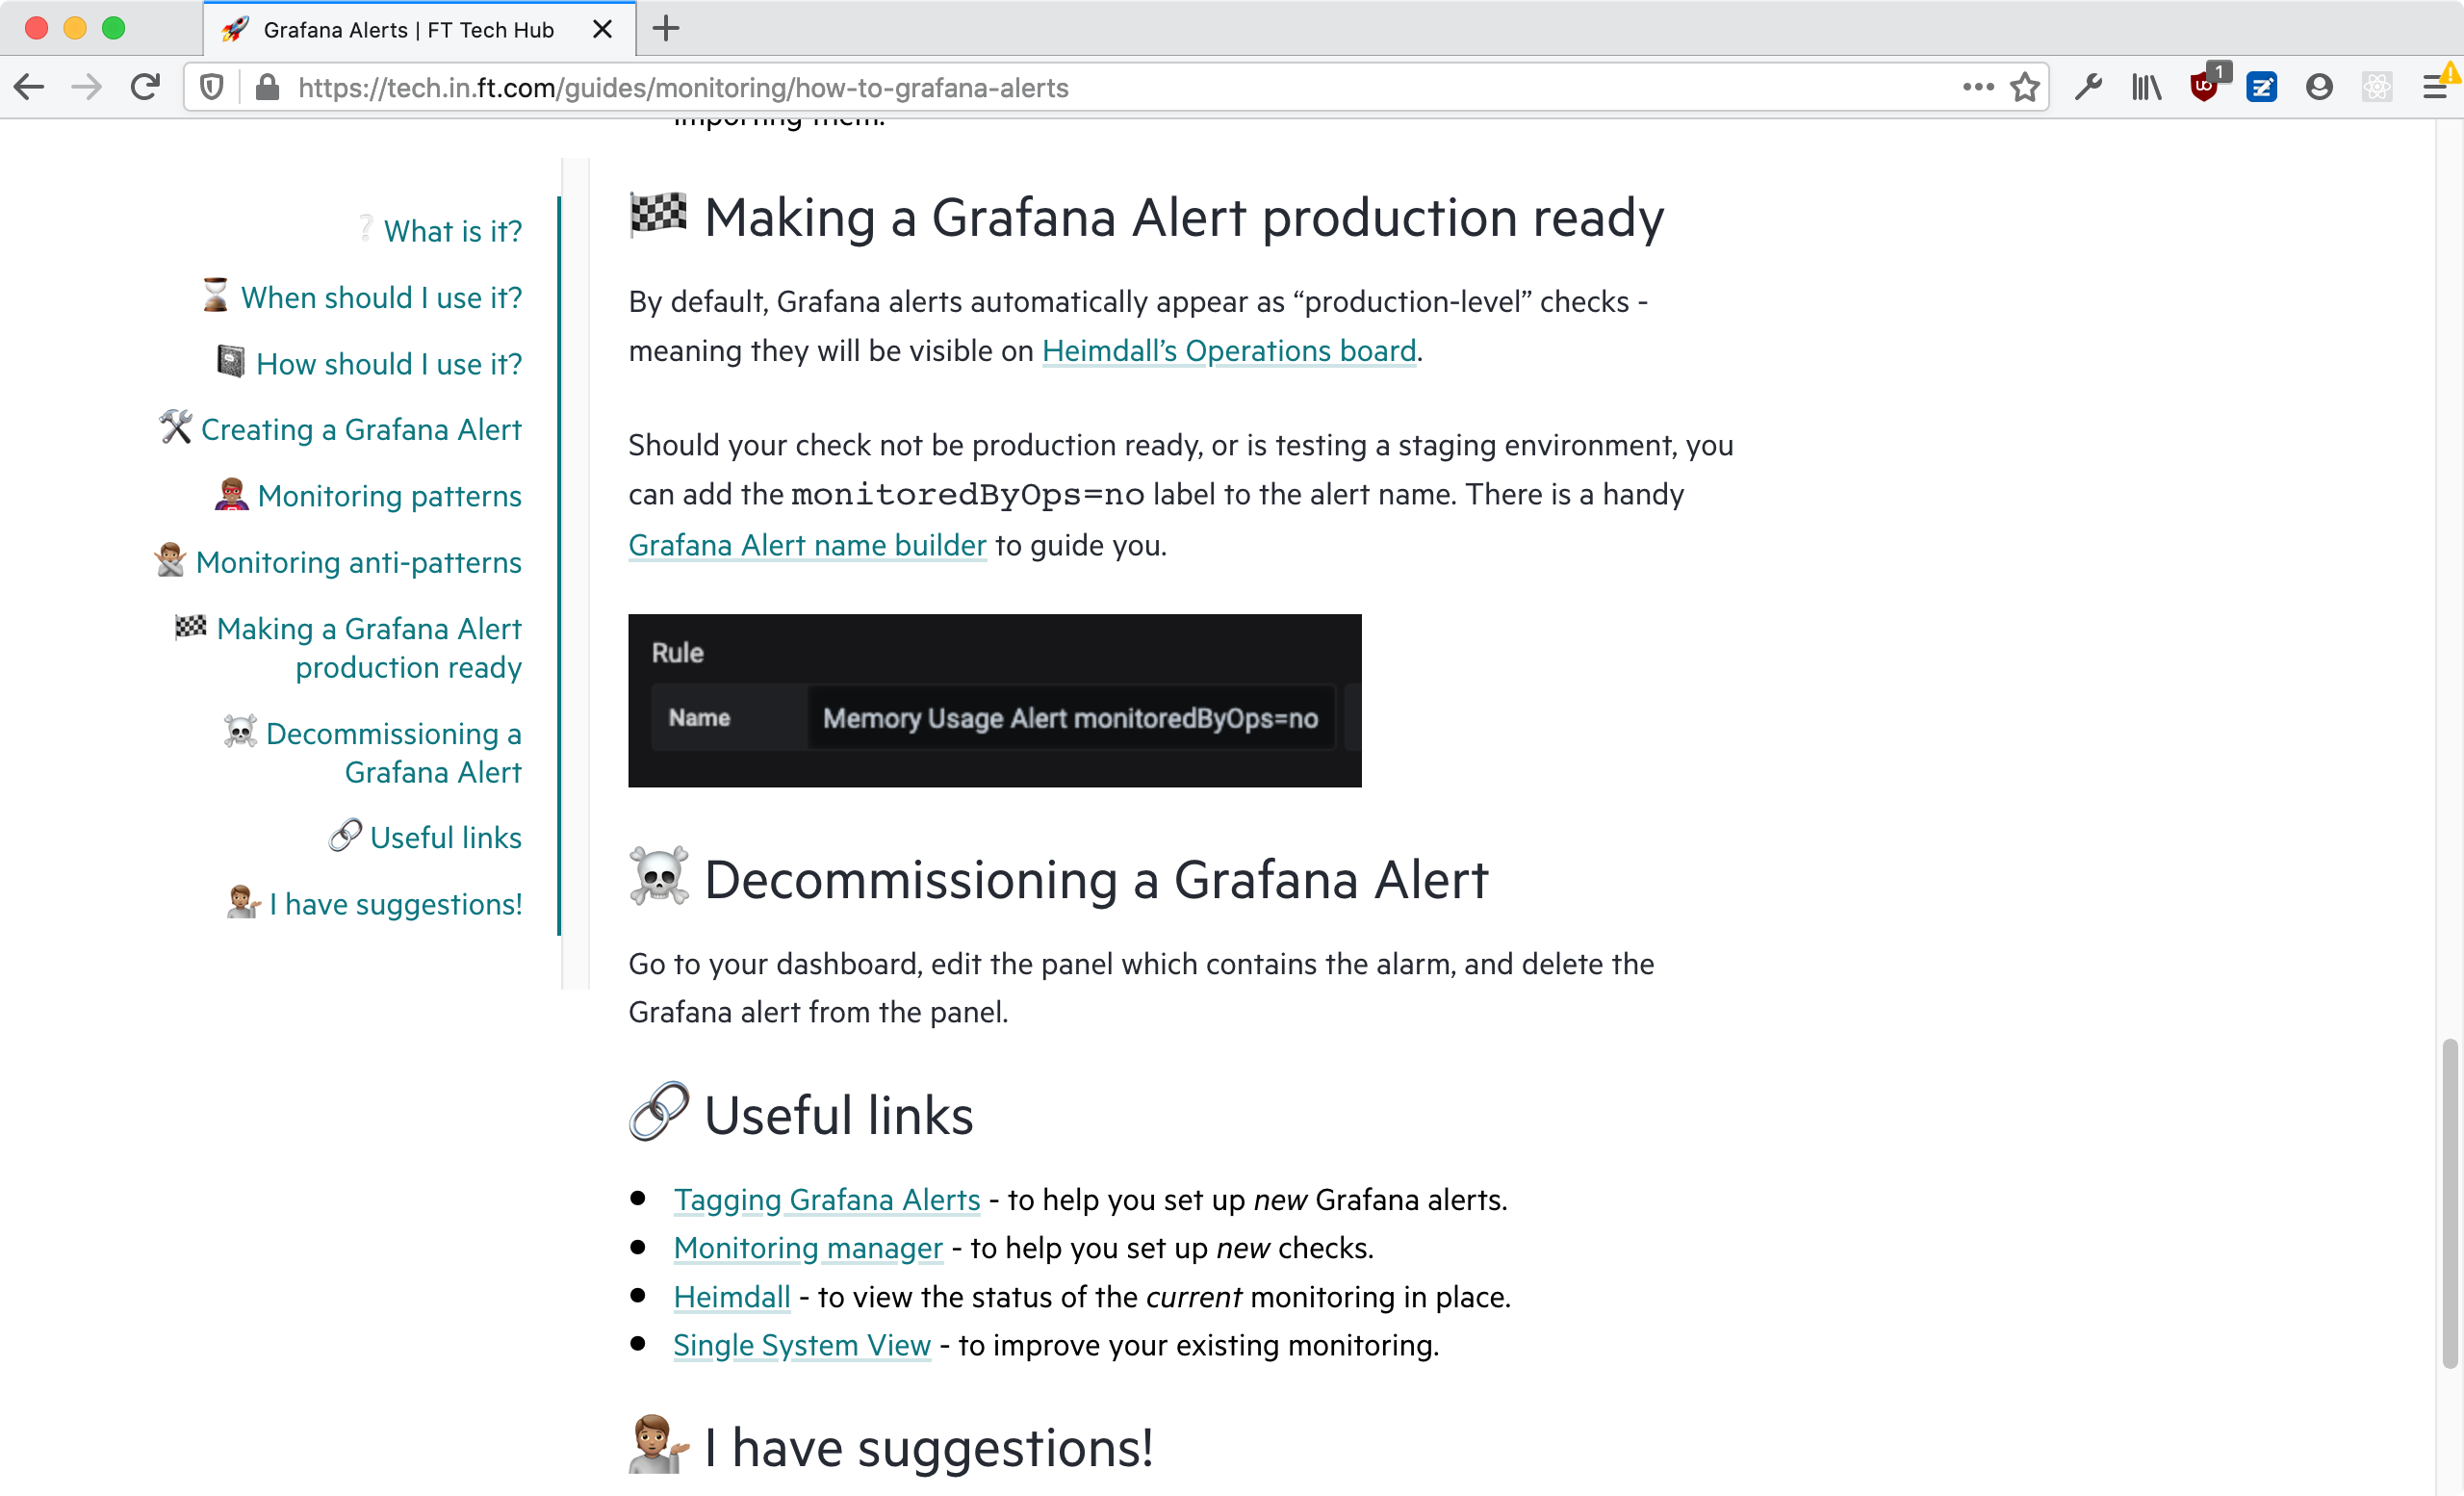 Grafana Alerts | FT Tech Hub
https://tech.in.ft.com/guides/monitoring/how-to-grafana-alerts
1
importing them.
❔ What is it?
⏳ When should I use it?
📓 How should I use it?
🛠 Creating a Grafana Alert
🦸🏽 Monitoring patterns
🙅🏽 Monitoring anti-patterns
🏁 Making a Grafana Alert
production ready
☠️ Decommissioning a
Grafana Alert
🔗 Useful links
💁🏽 I have suggestions!
🏁 Making a Grafana Alert production ready
By default, Grafana alerts automatically appear as “production-level” checks -
meaning they will be visible on Heimdall’s Operations board.
Should your check not be production ready, or is testing a staging environment, you
can add the monitoredByOps=no label to the alert name. There is a handy
Grafana Alert name builder to guide you.
Rule
Name Memory Usage Alert monitoredByOps=no
☠️ Decommissioning a Grafana Alert
Go to your dashboard, edit the panel which contains the alarm, and delete the
Grafana alert from the panel.
🔗 Useful links
● Tagging Grafana Alerts - to help you set up new Grafana alerts.
● Monitoring manager - to help you set up new checks.
● Heimdall - to view the status of the current monitoring in place.
● Single System View - to improve your existing monitoring.
💁🏽 I have suggestions!